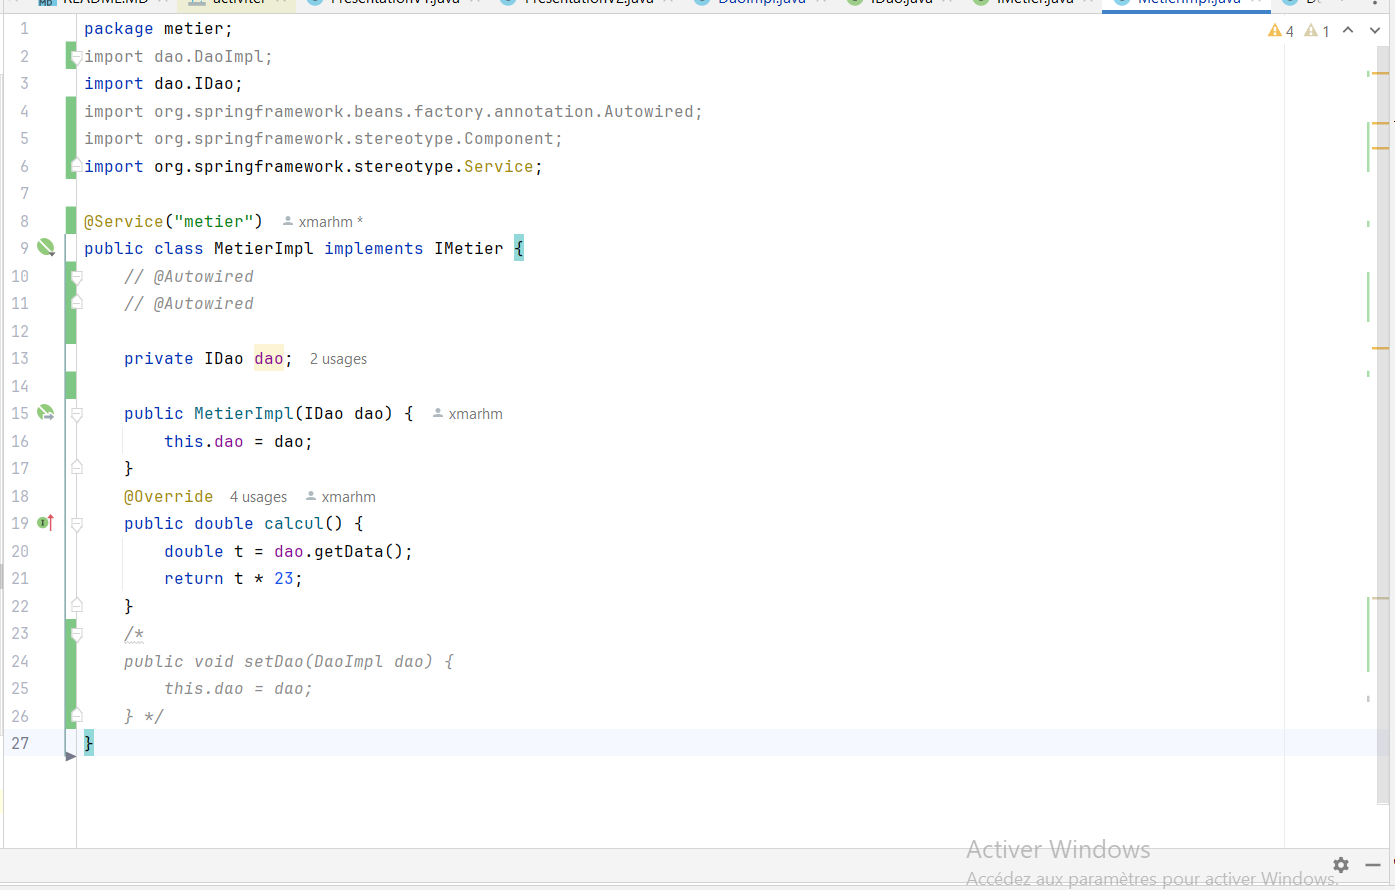 README.MD activiter PresentationV1.java PresentationV2.java DaoImpl.java IDao.java IMetier.java MetierImpl.java
4 1
1 package metier;
2 import dao.DaoImpl;
3 import dao.IDao;
4 import org.springframework.beans.factory.annotation.Autowired;
5 import org.springframework.stereotype.Component;
6 import org.springframework.stereotype.Service;
7
8 @Service("metier") xmarhm *
9 public class MetierImpl implements IMetier {
10 // @Autowired
11 // @Autowired
12
13 private IDao dao; 2 usages
14
15 public MetierImpl(IDao dao) { xmarhm
16 this.dao = dao;
17 }
18 @Override 4 usages xmarhm
19 public double calcul() {
20 double t = dao.getData();
21 return t * 23;
22 }
23 /*
24 public void setDao(DaoImpl dao) {
25 this.dao = dao;
26 } */
27 }
Activer Windows
Accédez aux paramètres pour activer Windows.